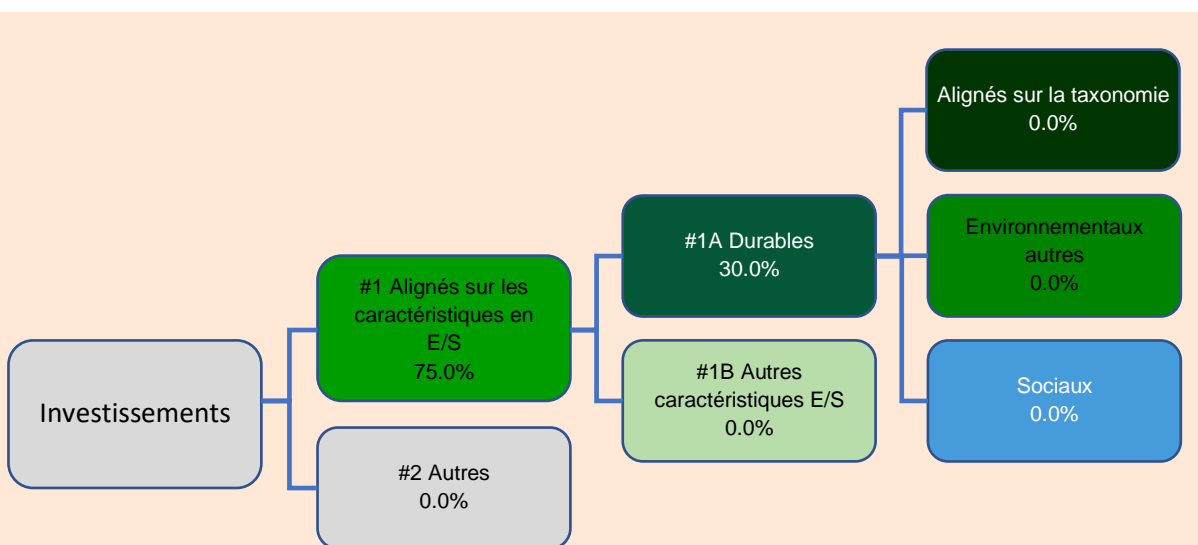 Investissements
#1 Alignés sur les
caractéristiques en
E/S
75.0%
#2 Autres
0.0%
#1A Durables
30.0%
#1B Autres
caractéristiques E/S
0.0%
Alignés sur la taxonomie
0.0%
Environnementaux
autres
0.0%
Sociaux
0.0%